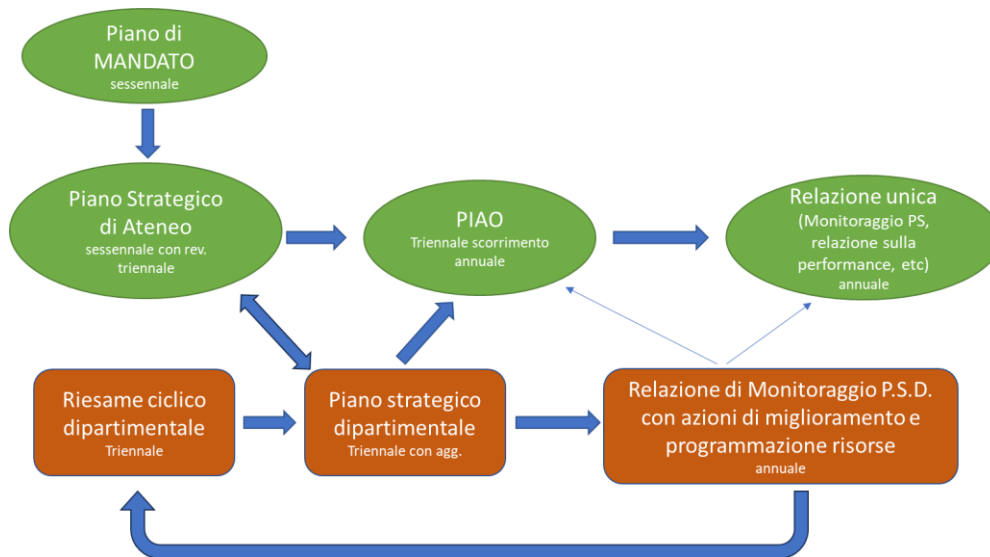 Piano di
MANDATO
sessennale
Piano Strategico
di Ateneo
sessennale con rev.
triennale
PIAO
Triennale scorrimento
annuale
Relazione unica
(Monitoraggio PS,
relazione sulla
performance, etc)
annuale
Riesame ciclico
dipartimentale
Triennale
Piano strategico
dipartimentale
Triennale con agg.
Relazione di Monitoraggio P.S.D.
con azioni di miglioramento e
programmazione risorse
annuale